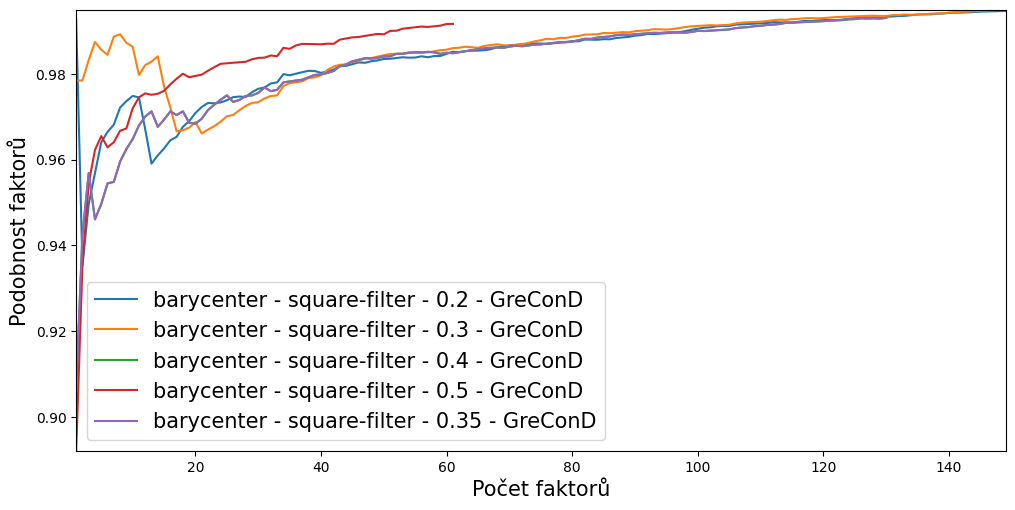 0.98
0.96
0.94
0.92
0.90
Podobnost faktorů
barycenter - square-filter - 0.2 - GreConD
barycenter - square-filter - 0.3 - GreConD
barycenter - square-filter - 0.4 - GreConD
barycenter - square-filter - 0.5 - GreConD
barycenter - square-filter - 0.35 - GreConD
20 40 60 80 100 120 140
Počet faktorů